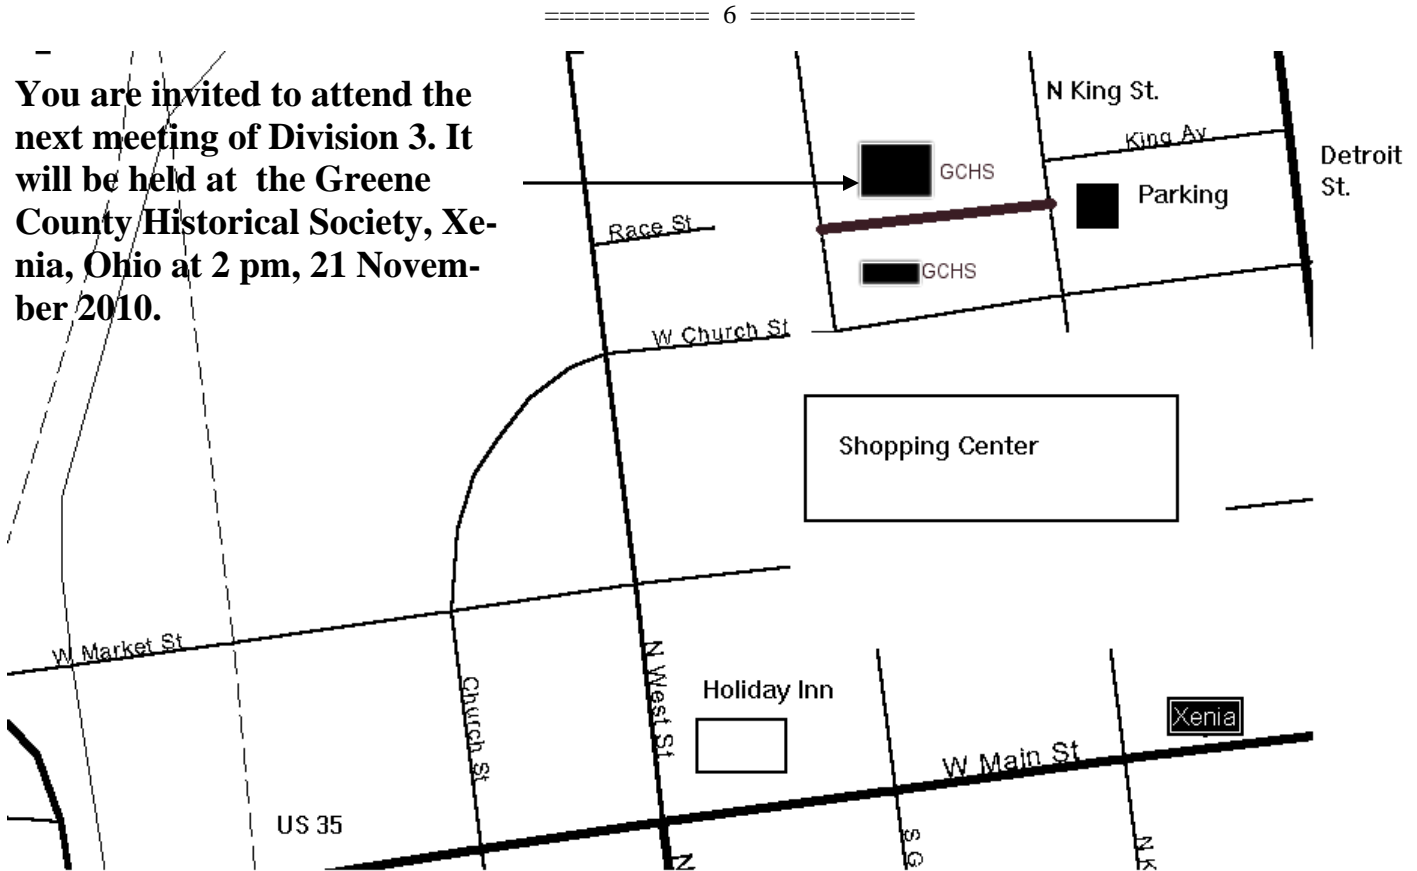 =========== 6 ===========
You are invited to attend the
next meeting of Division 3. It
will be held at  the Greene
County Historical Society, Xe-
nia, Ohio at 2 pm, 21 Novem-
ber 2010.
N King St.
King Av
Detroit
St.
GCHS
Parking
Race St
GCHS
W Church St
Shopping Center
W Market St
Church St
N West St
Holiday Inn
Xenia
W Main St
US 35
N
S G
N K